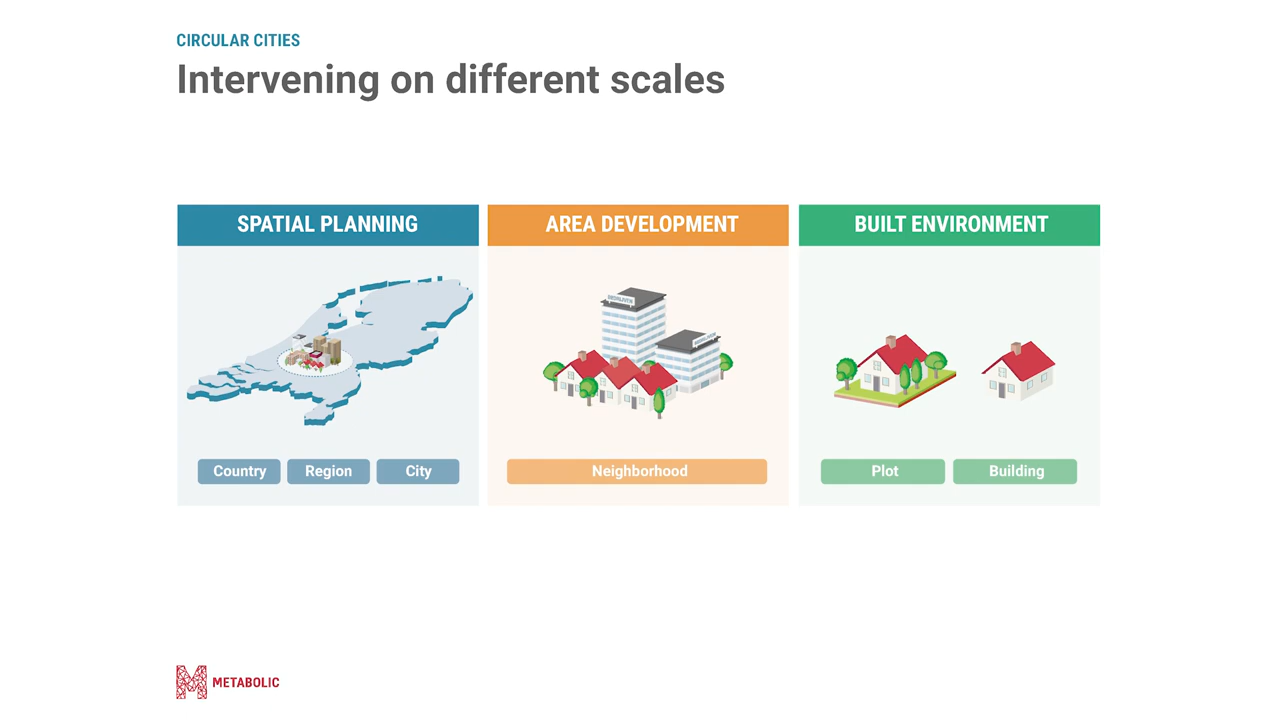 CIRCULAR CITIES
Intervening on different scales
SPATIAL PLANNING
AREA DEVELOPMENT
BUILT ENVIRONMENT
Country
Region
City
Neighborhood
Plot
Building
METABOLIC